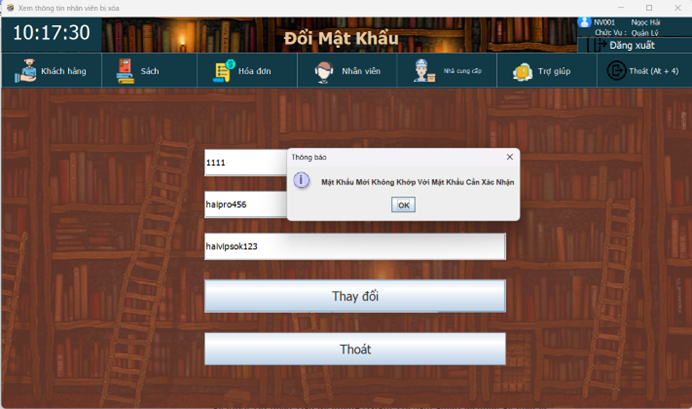 Xem thông tin nhân viên bị xóa
10:17:30
Đổi Mật Khẩu
NV001 Ngọc Hải
Chức Vụ : Quản Lý
Đăng xuất
Khách hàng
Sách
Hóa đơn
Nhân viên
Nhà cung cấp
Trợ giúp
Thoát (Alt + 4)
1111
Thông báo
Mật Khẩu Mới Không Khớp Với Mật Khẩu Cần Xác Nhận
OK
haipro456
haivipsok123
Thay đổi
Thoát